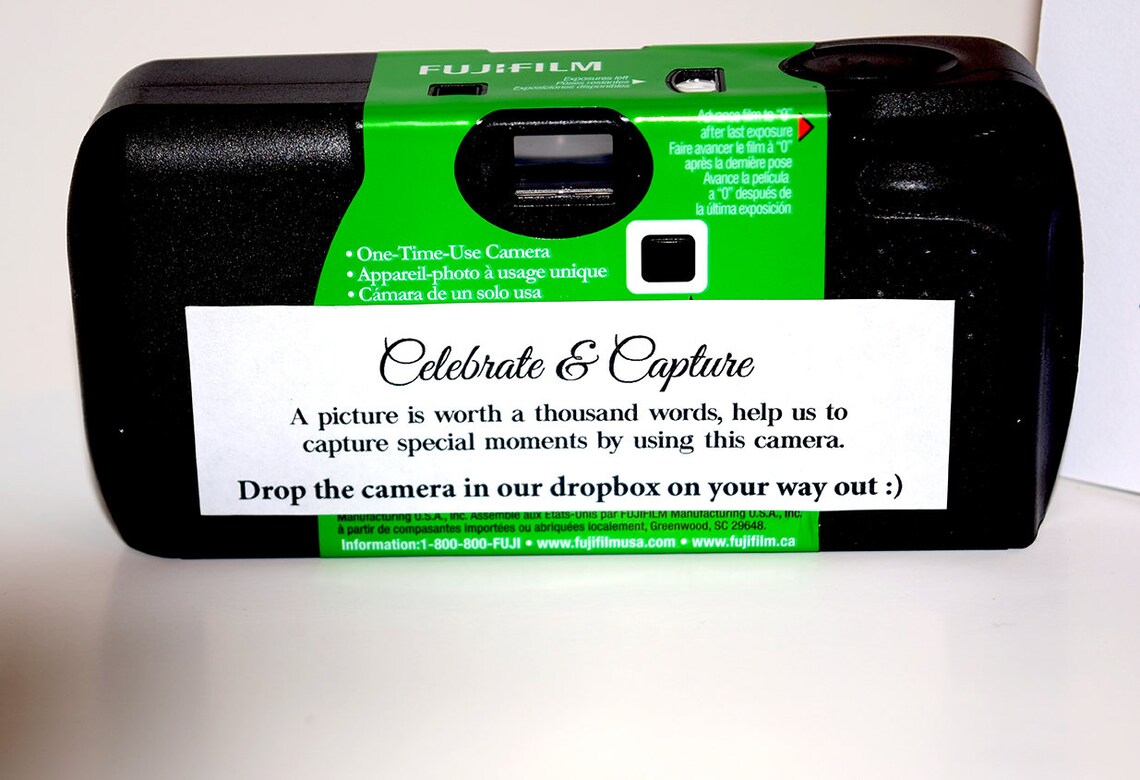 FUJIFILM
Exposures left
Poses restantes
Exposiciones disponibles
Advance film to "0"
after last exposure
Faire avancer le film à "0"
après la dernière pose
Avance la película
a "0" después de
la última exposición
• One-Time-Use Camera
• Appareil-photo à usage unique
• Cámara de un solo usa
Celebrate & Capture
A picture is worth a thousand words, help us to
capture special moments by using this camera.
Drop the camera in our dropbox on your way out :)
Manufacturing U.S.A., Inc. Assemblé aux États-Unis par FUJIFILM Manufacturing U.S.A., Inc.
à partir de compasantes importées ou abriquées localement, Greenwood, SC 29648.
Information:1-800-800-FUJI • www.fujifilmusa.com • www.fujifilm.ca